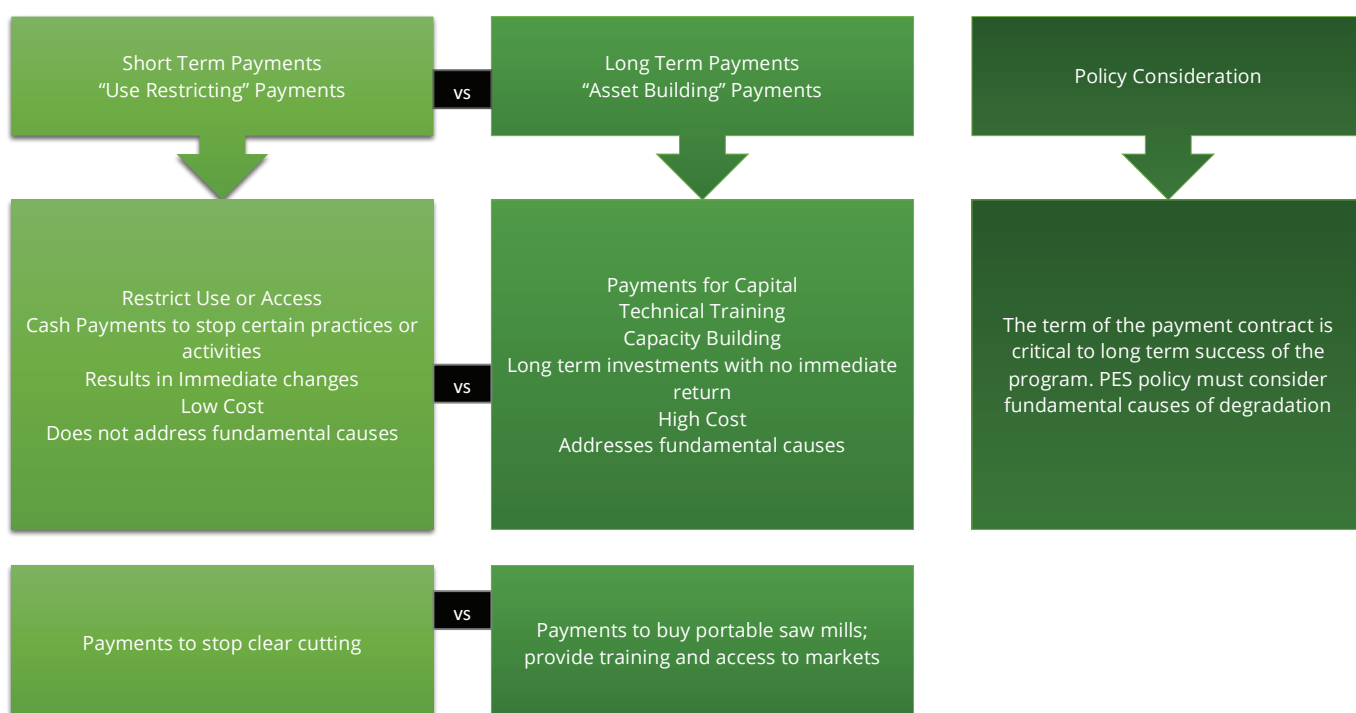 Short Term Payments
“Use Restricting” Payments
vs
Long Term Payments
“Asset Building” Payments
Policy Consideration
Restrict Use or Access
Cash Payments to stop certain practices or
activities
Results in Immediate changes
Low Cost
Does not address fundamental causes
vs
Payments for Capital
Technical Training
Capacity Building
Long term investments with no immediate
return
High Cost
Addresses fundamental causes
The term of the payment contract is
critical to long term success of the
program. PES policy must consider
fundamental causes of degradation
Payments to stop clear cutting
vs
Payments to buy portable saw mills;
provide training and access to markets